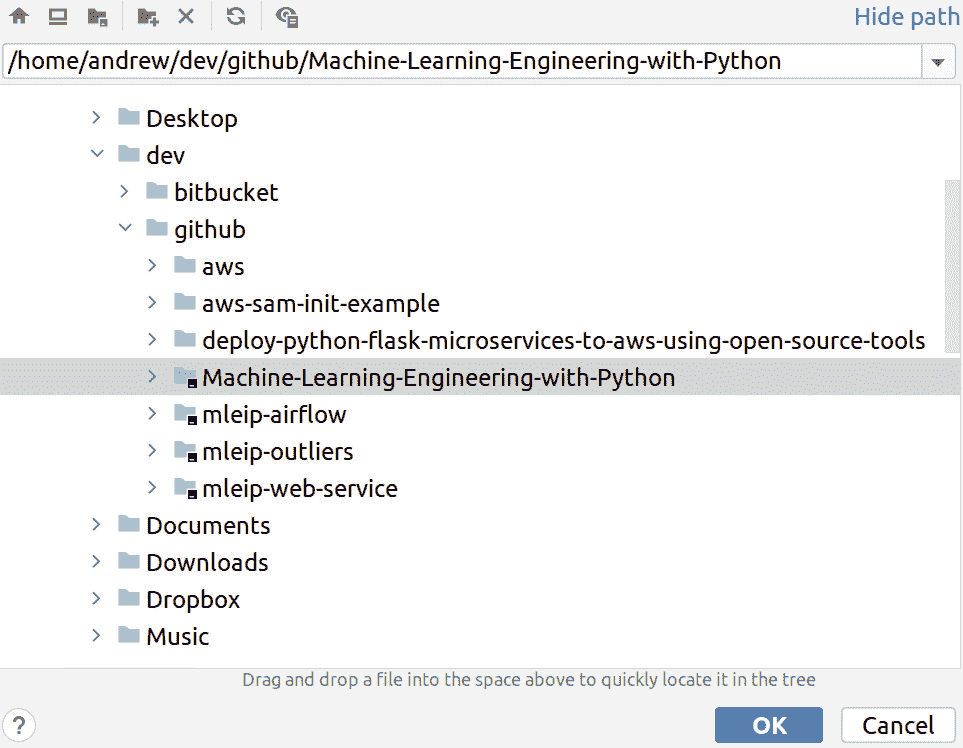 Hide path
/home/andrew/dev/github/Machine-Learning-Engineering-with-Python
Desktop
dev
bitbucket
github
aws
aws-sam-init-example
deploy-python-flask-microservices-to-aws-using-open-source-tools
Machine-Learning-Engineering-with-Python
mleip-airflow
mleip-outliers
mleip-web-service
Documents
Downloads
Dropbox
Music
Drag and drop a file into the space above to quickly locate it in the tree
? OK Cancel